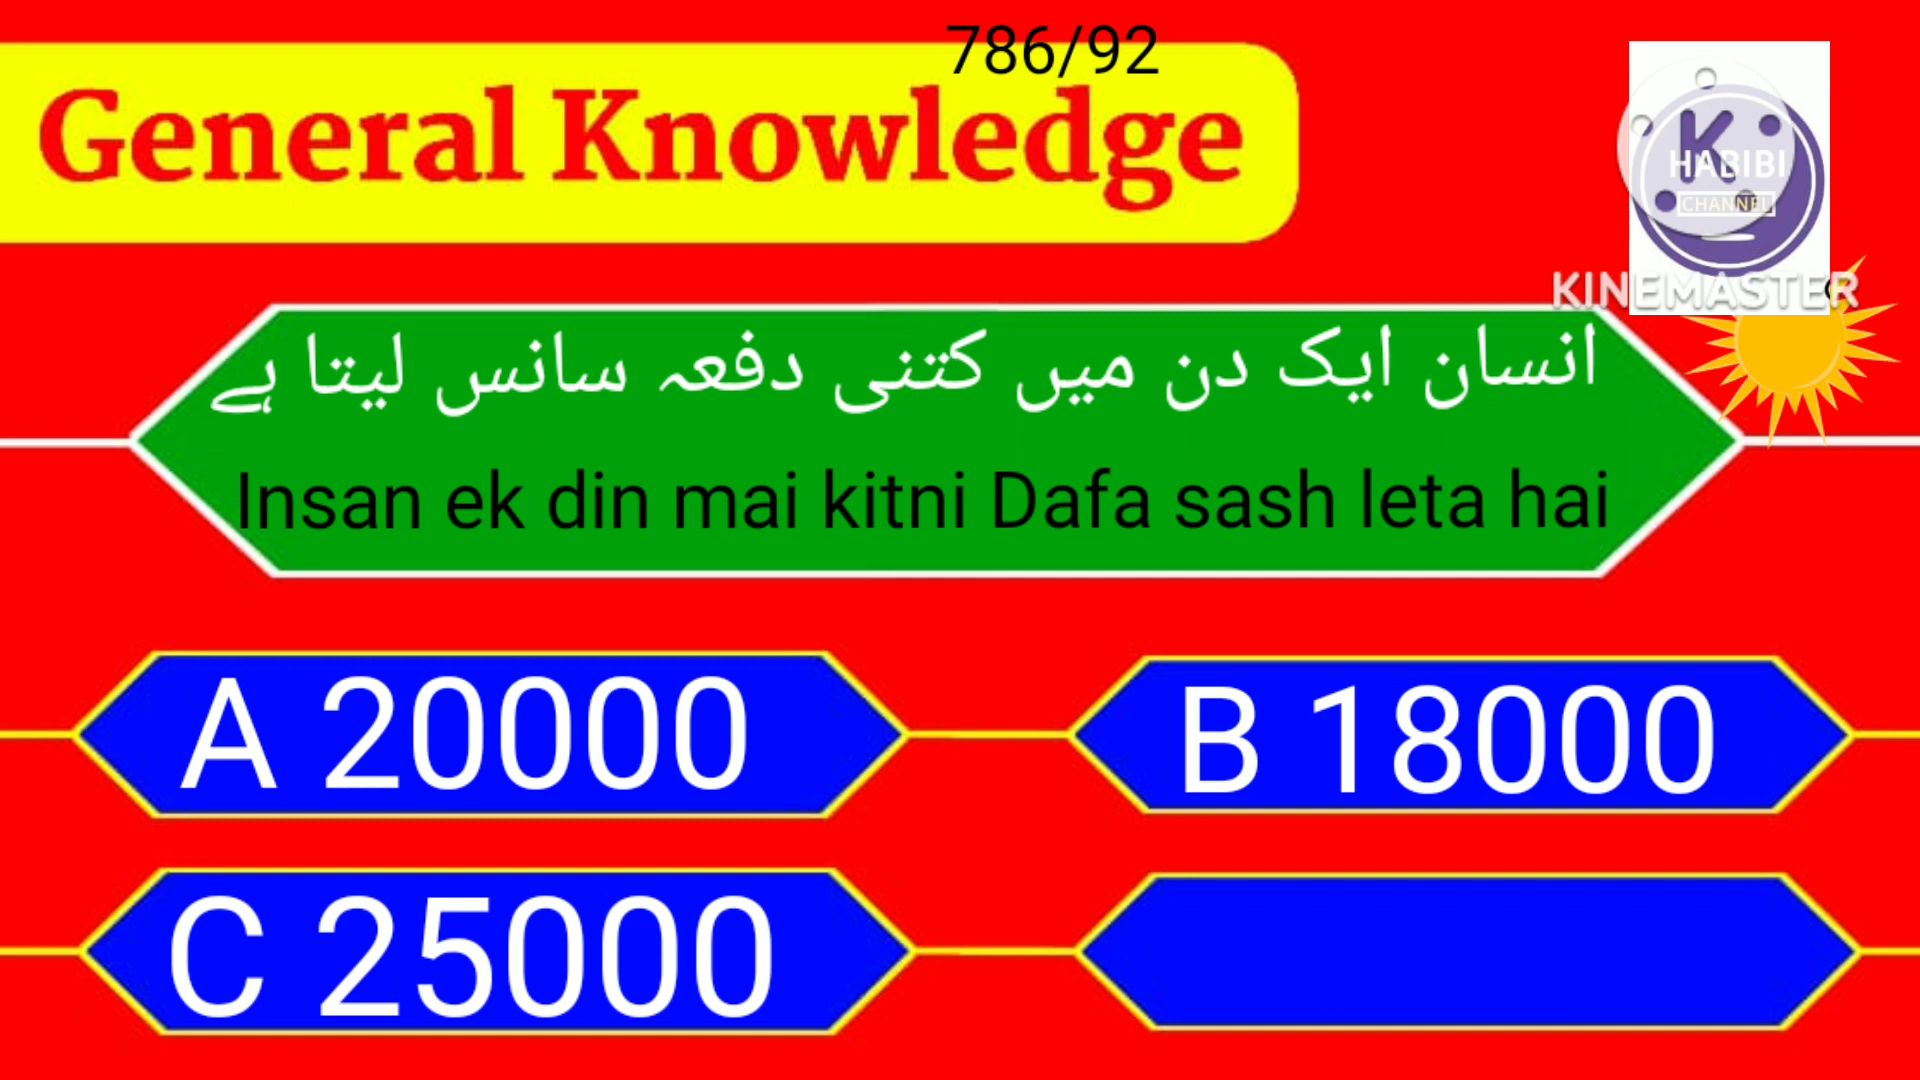 786/92
General Knowledge
K
HABIBI
CHANNEL
KINEMASTER
انسان ایک دن میں کتنی دفعہ سانس لیتا ہے
Insan ek din mai kitni Dafa sash leta hai
A 20000
B 18000
C 25000